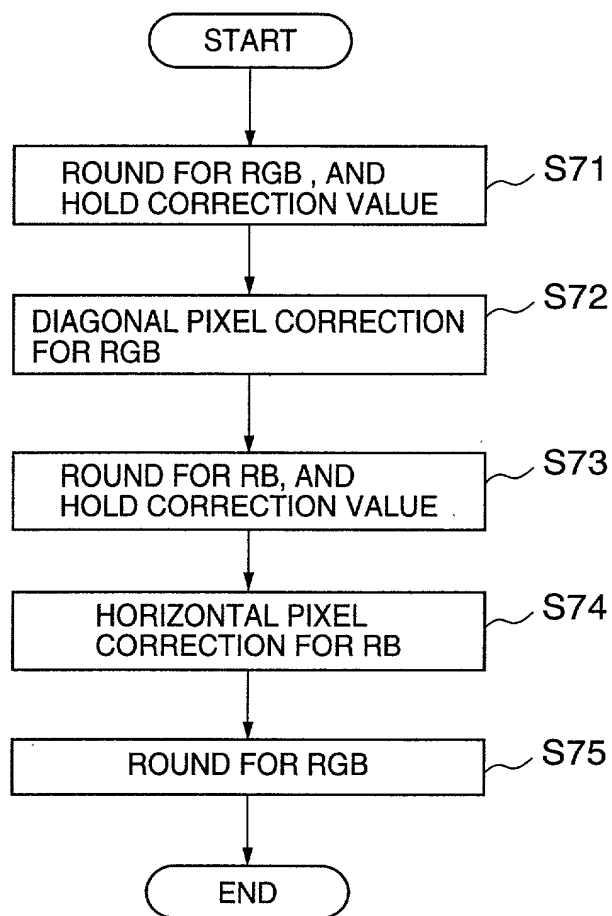 START
ROUND FOR RGB , AND
HOLD CORRECTION VALUE
S71
DIAGONAL PIXEL CORRECTION
FOR RGB
S72
ROUND FOR RB, AND
HOLD CORRECTION VALUE
S73
HORIZONTAL PIXEL
CORRECTION FOR RB
S74
ROUND FOR RGB
S75
END